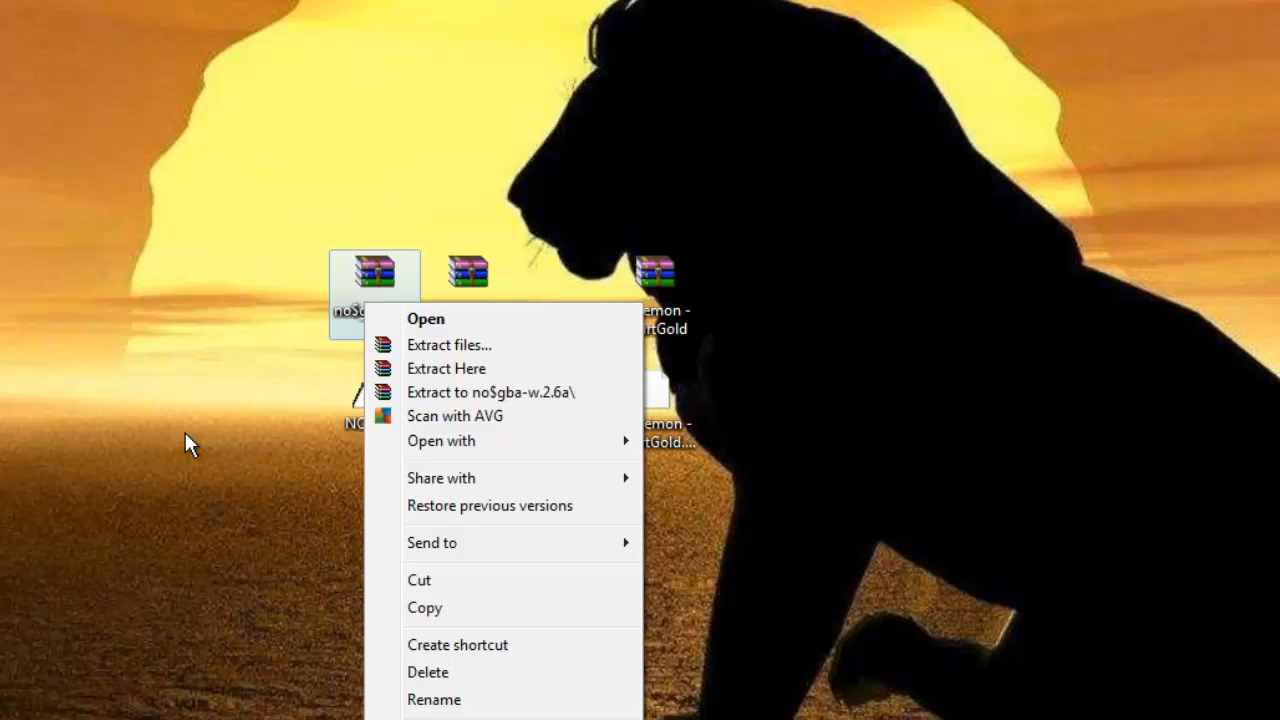 no$g
emon -
rtGold
Open
Extract files...
Extract Here
Extract to no$gba-w.2.6a\
Scan with AVG
NO
emon -
rtGold....
Open with
Share with
Restore previous versions
Send to
Cut
Copy
Create shortcut
Delete
Rename